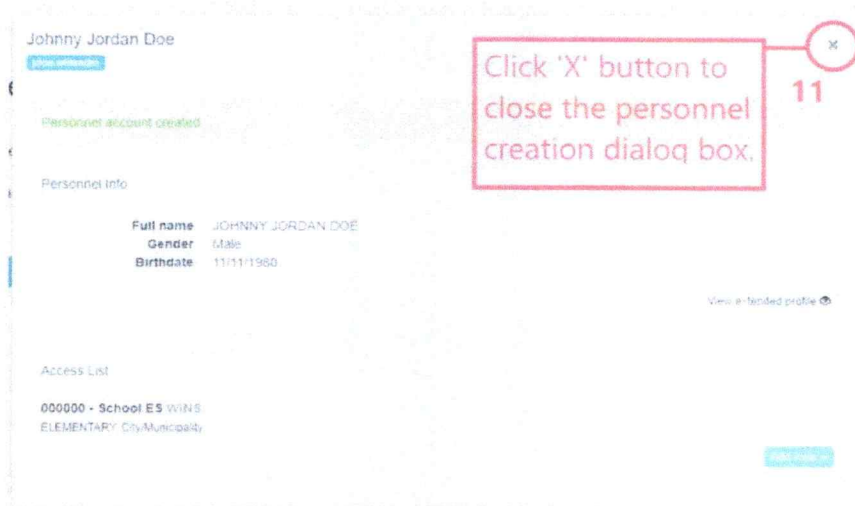 Johnny Jordan Doe
×
Click 'X' button to
close the personnel
creation dialog box.
11
Personnel account created
Personnel Info
Full name JOHNNY JORDAN DOE
Gender Male
Birthdate 11/11/1980
View extended profile
Access List
000000 - School ES WINS
ELEMENTARY City/Municipality